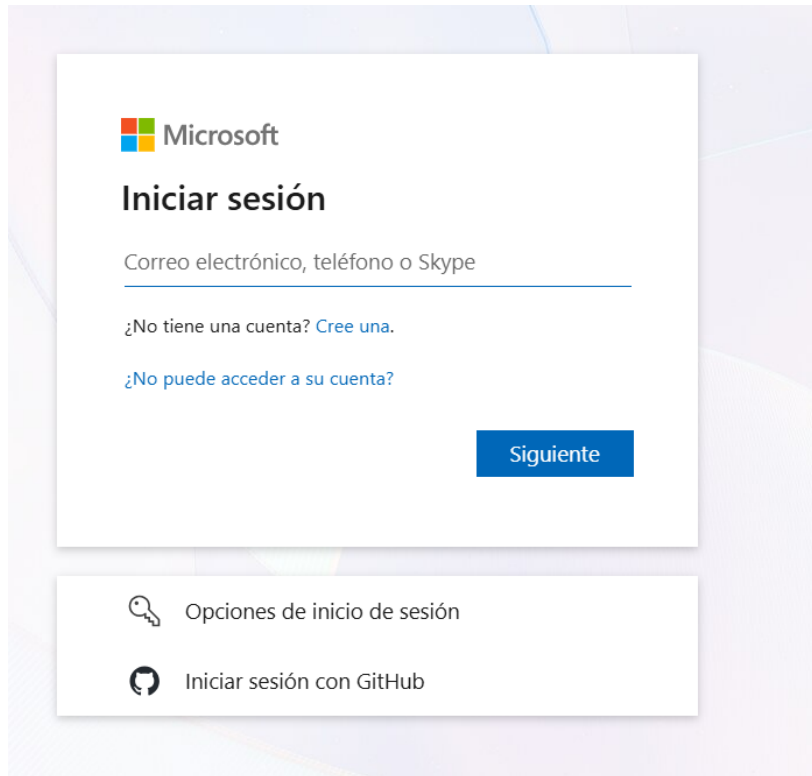 Microsoft
Iniciar sesión
Correo electrónico, teléfono o Skype
¿No tiene una cuenta? Cree una.
¿No puede acceder a su cuenta?
Siguiente
Opciones de inicio de sesión
Iniciar sesión con GitHub